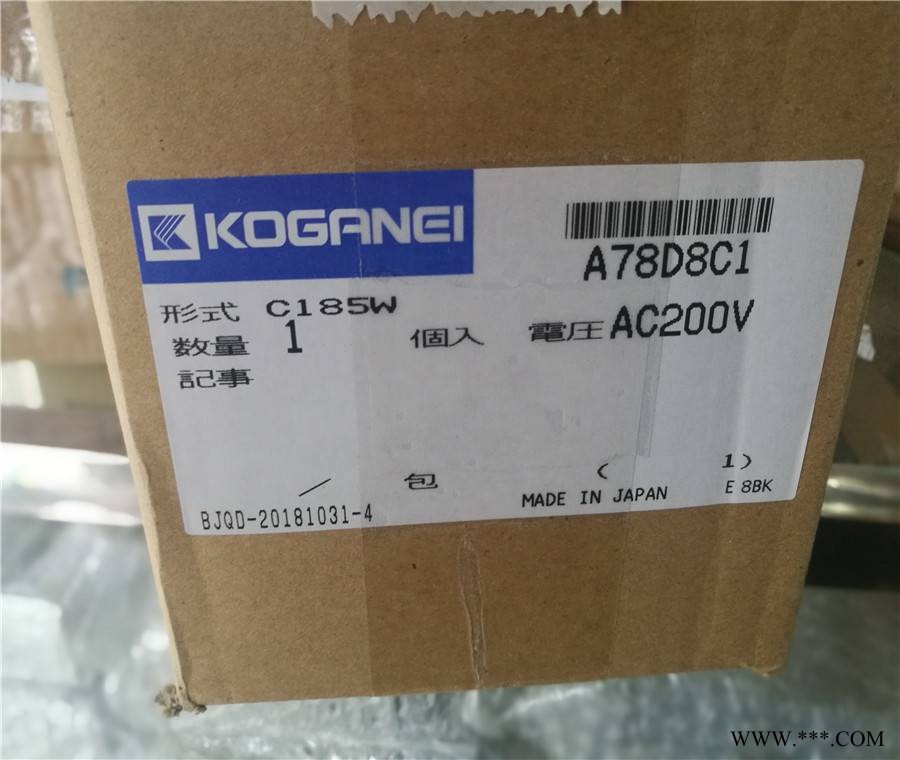 KOGANEI
A78D8C1
形式 C185W
数量 1 個入 電圧 AC200V
記事
／ 包 ( 1)
BJQD-20181031-4 MADE IN JAPAN E 8BK
WWW.***.COM